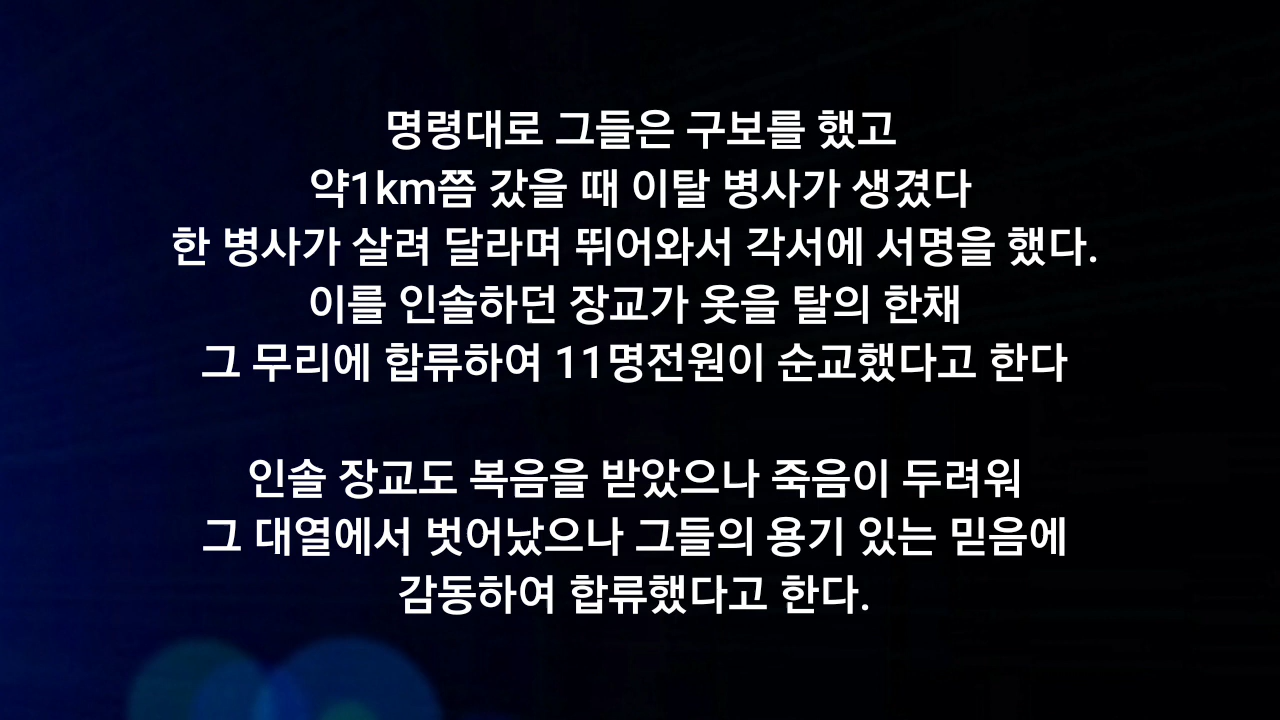 명령대로 그들은 구보를 했고
약1km쯤 갔을 때 이탈 병사가 생겼다
한 병사가 살려 달라며 뛰어와서 각서에 서명을 했다.
이를 인솔하던 장교가 옷을 탈의 한채
그 무리에 합류하여 11명전원이 순교했다고 한다
인솔 장교도 복음을 받았으나 죽음이 두려워
그 대열에서 벗어났으나 그들의 용기 있는 믿음에
감동하여 합류했다고 한다.